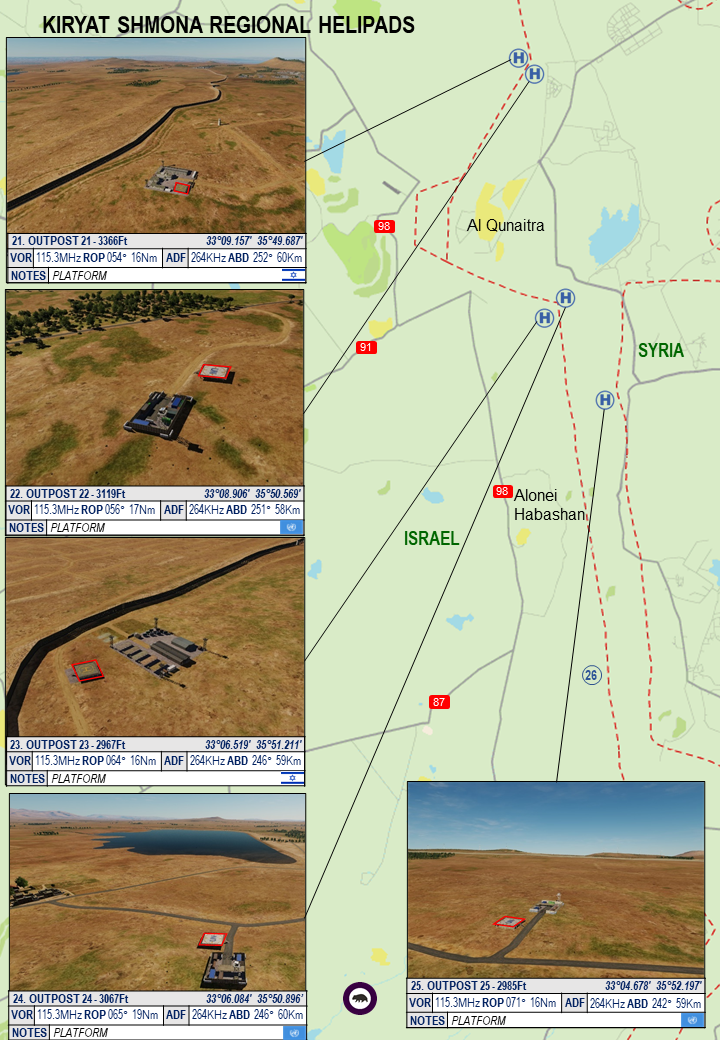 KIRYAT SHMONA REGIONAL HELIPADS
H
H
98
Al Qunaitra
21. OUTPOST 21 - 3366Ft 33°09.157' 35°49.687'
VOR 115.3MHz ROP 054° 16Nm ADF 264KHz ABD 252° 60Km
NOTES PLATFORM
H
H
91
SYRIA
H
22. OUTPOST 22 - 3119Ft 33°08.906' 35°50.569'
VOR 115.3MHz ROP 056° 17Nm ADF 264KHz ABD 251° 58Km
NOTES PLATFORM
98
Alonei
Habashan
ISRAEL
26
87
23. OUTPOST 23 - 2967Ft 33°06.519' 35°51.211'
VOR 115.3MHz ROP 064° 16Nm ADF 264KHz ABD 246° 59Km
NOTES PLATFORM
24. OUTPOST 24 - 3067Ft 33°06.084' 35°50.896'
VOR 115.3MHz ROP 065° 19Nm ADF 264KHz ABD 246° 60Km
NOTES PLATFORM
25. OUTPOST 25 - 2985Ft 33°04.678' 35°52.197'
VOR 115.3MHz ROP 071° 16Nm ADF 264KHz ABD 242° 59Km
NOTES PLATFORM